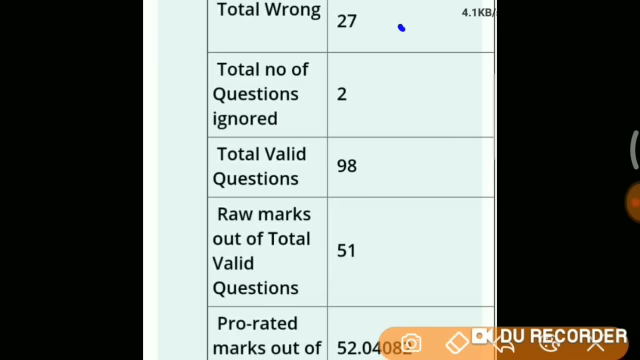 Total Wrong
27
4.1KB/
Total no of
Questions
ignored
2
Total Valid
Questions
98
Raw marks
out of Total
Valid
Questions
51
Pro-rated
marks out of
52.0408
DU RECORDER